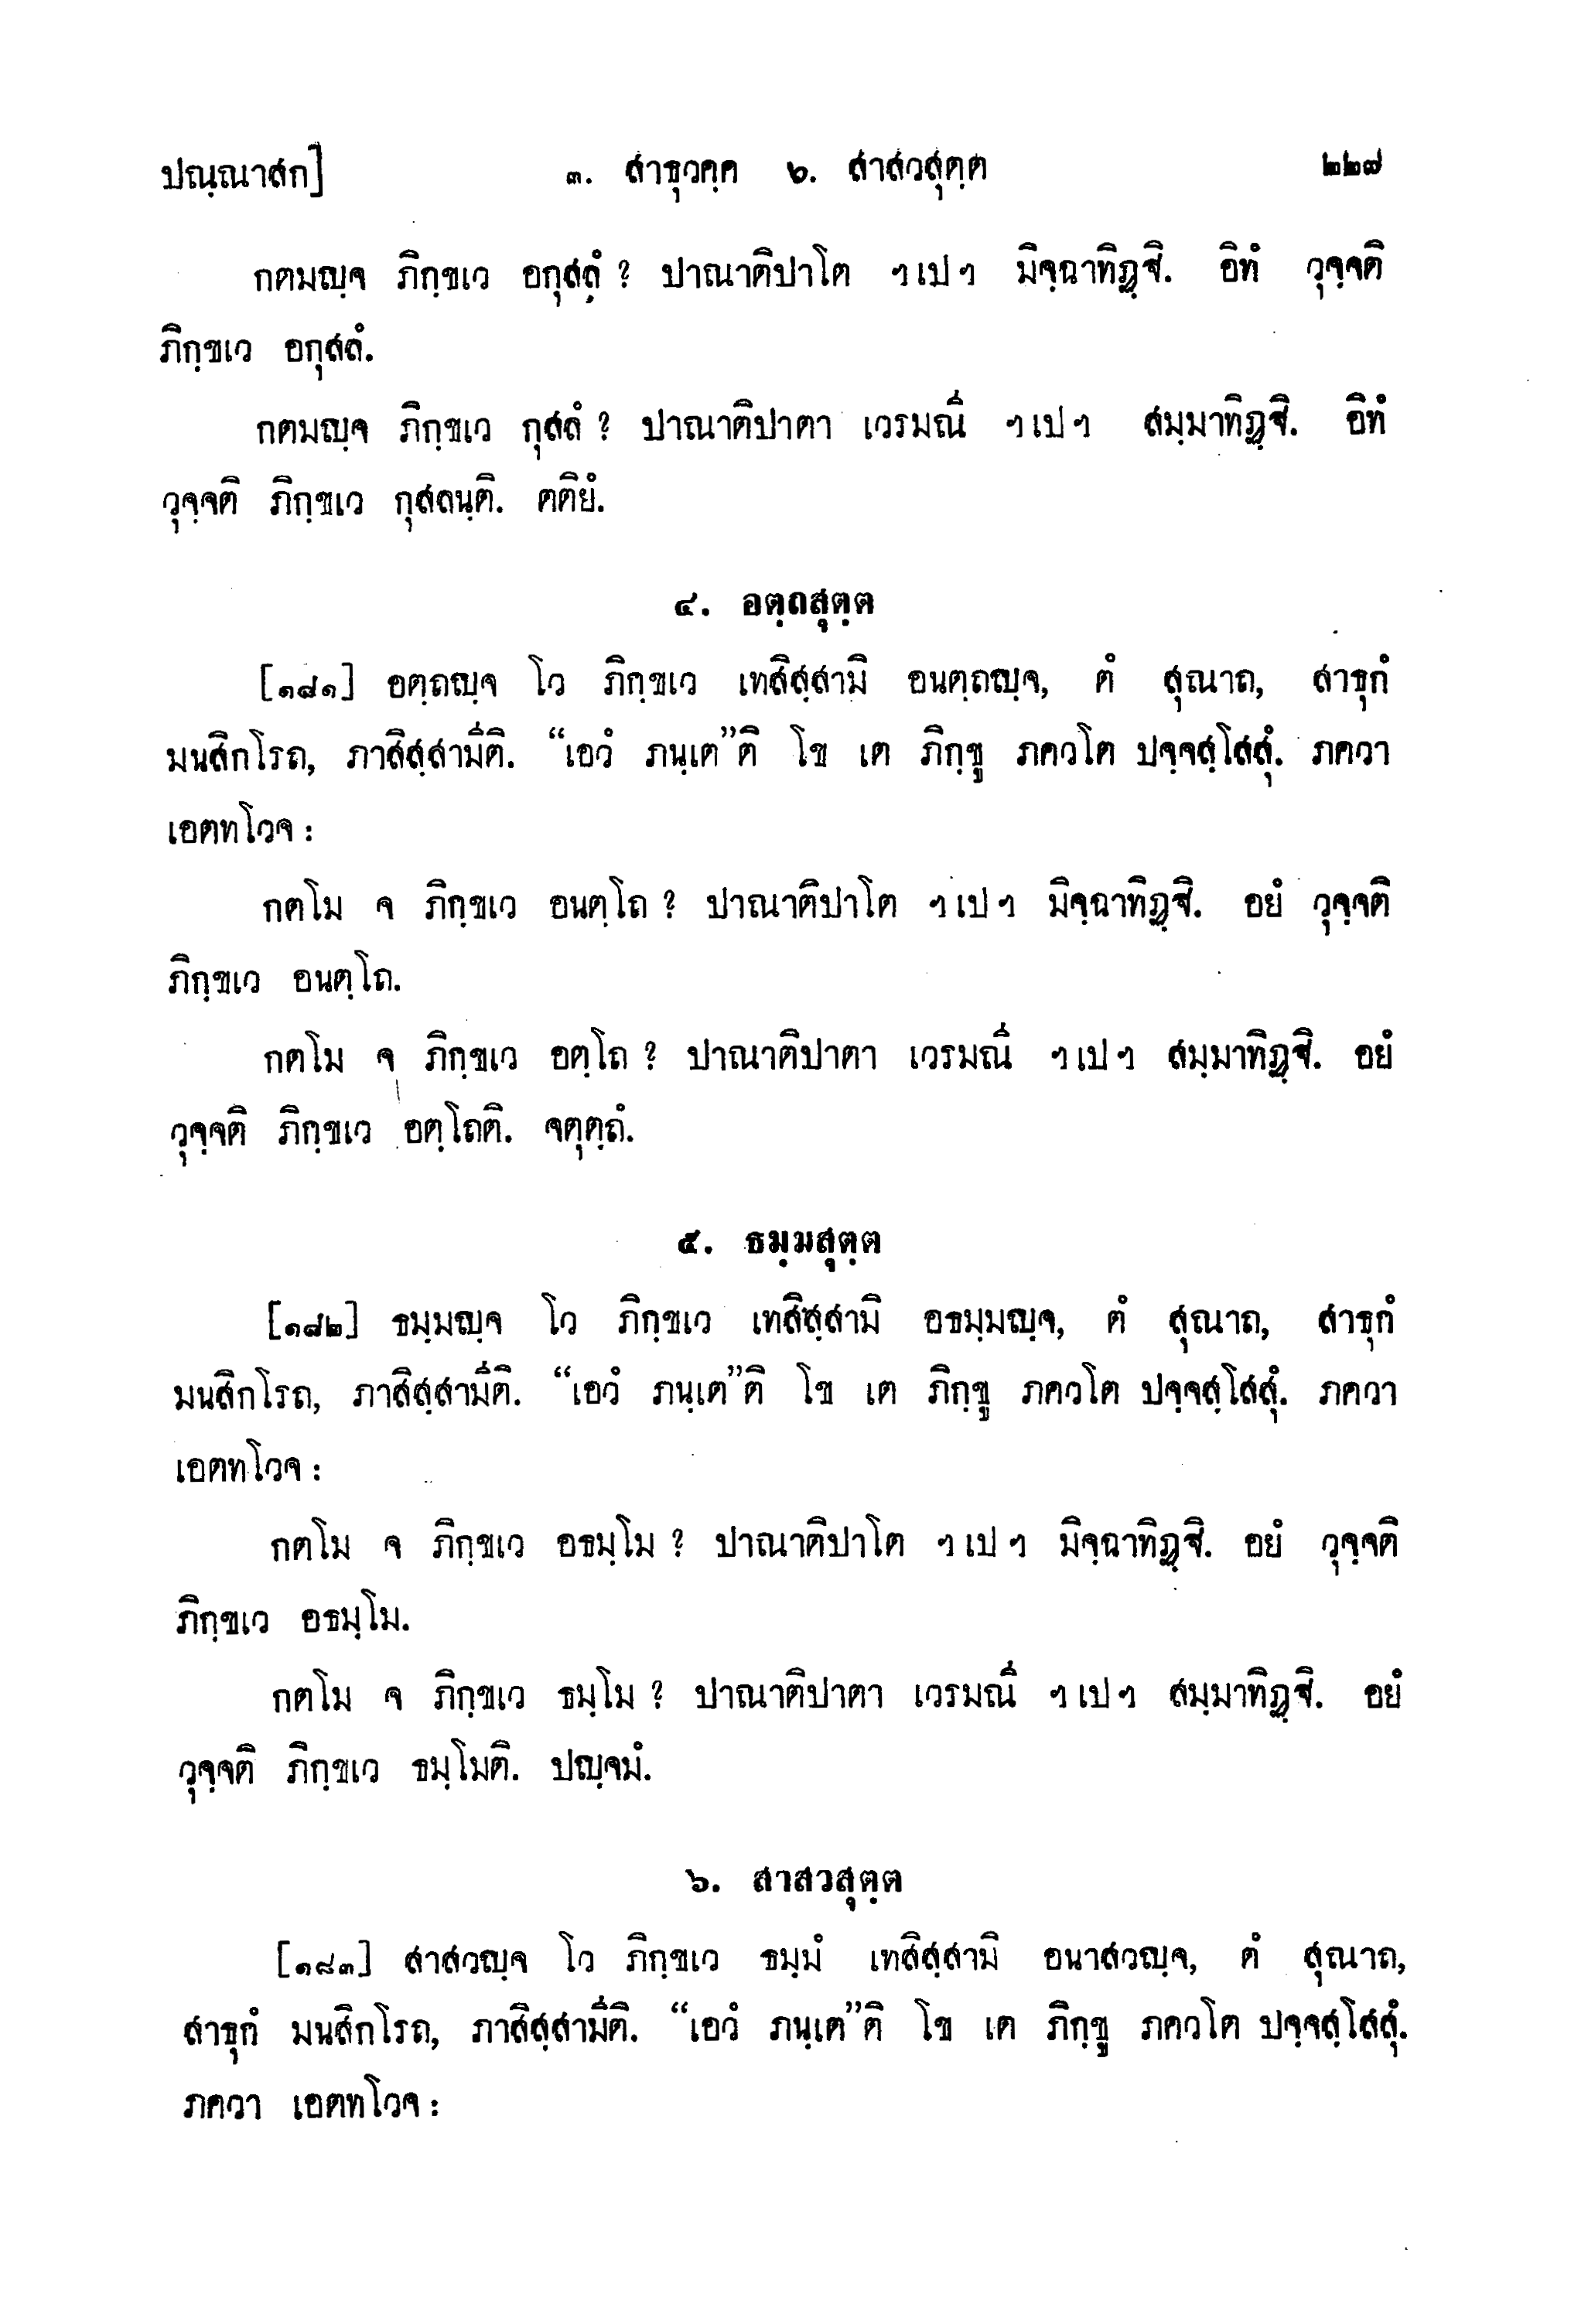 ปณฺณาสก]	๓. สาธุวคฺค ๖. สาสวสุตฺต	๒๒๗
กตมญฺจ ภิกฺขเว อกุสลํ? ปาณาติปาโต ฯเปฯ มิจฺฉาทิฏฺฐิ. อิทํ วุจฺจติ
ภิกฺขเว อกุสลํ.
กตมญฺจ ภิกฺขเว กุสลํ? ปาณาติปาตา เวรมณี ฯเปฯ สมฺมาทิฏฺฐิ. อิทํ
วุจฺจติ ภิกฺขเว กุสลนฺติ. ตติยํ.
๔. อตฺถสุตฺต
[๑๘๑] อตฺถญฺจ โว ภิกฺขเว เทสิสฺสามิ อนตฺถญฺจ, ตํ สุณาถ, สาธุกํ
มนสิกโรถ, ภาสิสฺสามีติ. “เอวํ ภนฺเต”ติ โข เต ภิกฺขู ภควโต ปจฺจสฺโสสุํ. ภควา
เอตทโวจ:
กตโม จ ภิกฺขเว อนตฺโถ? ปาณาติปาโต ฯเปฯ มิจฺฉาทิฏฺฐิ. อยํ วุจฺจติ
ภิกฺขเว อนตฺโถ.
กตโม จ ภิกฺขเว อตฺโถ? ปาณาติปาตา เวรมณี ฯเปฯ สมฺมาทิฏฺฐิ. อยํ
วุจฺจติ ภิกฺขเว อตฺโถติ. จตุตฺถํ.
๕. ธมฺมสุตฺต
[๑๘๒] ธมฺมญฺจ โว ภิกฺขเว เทสิสฺสามิ อธมฺมญฺจ, ตํ สุณาถ, สาธุกํ
มนสิกโรถ, ภาสิสฺสามีติ. “เอวํ ภนฺเต”ติ โข เต ภิกฺขู ภควโต ปจฺจสฺโสสุํ. ภควา
เอตทโวจ:
กตโม จ ภิกฺขเว อธมฺโม? ปาณาติปาโต ฯเปฯ มิจฺฉาทิฏฺฐิ. อยํ วุจฺจติ
ภิกฺขเว อธมฺโม.
กตโม จ ภิกฺขเว ธมฺโม? ปาณาติปาตา เวรมณี ฯเปฯ สมฺมาทิฏฺฐิ. อยํ
วุจฺจติ ภิกฺขเว ธมฺโมติ. ปญฺจมํ.
๖. สาสวสุตฺต
[๑๘๓] สาสวญฺจ โว ภิกฺขเว ธมฺมํ เทสิสฺสามิ อนาสวญฺจ, ตํ สุณาถ,
สาธุกํ มนสิกโรถ, ภาสิสฺสามีติ. “เอวํ ภนฺเต”ติ โข เต ภิกฺขู ภควโต ปจฺจสฺโสสุํ.
ภควา เอตทโวจ: